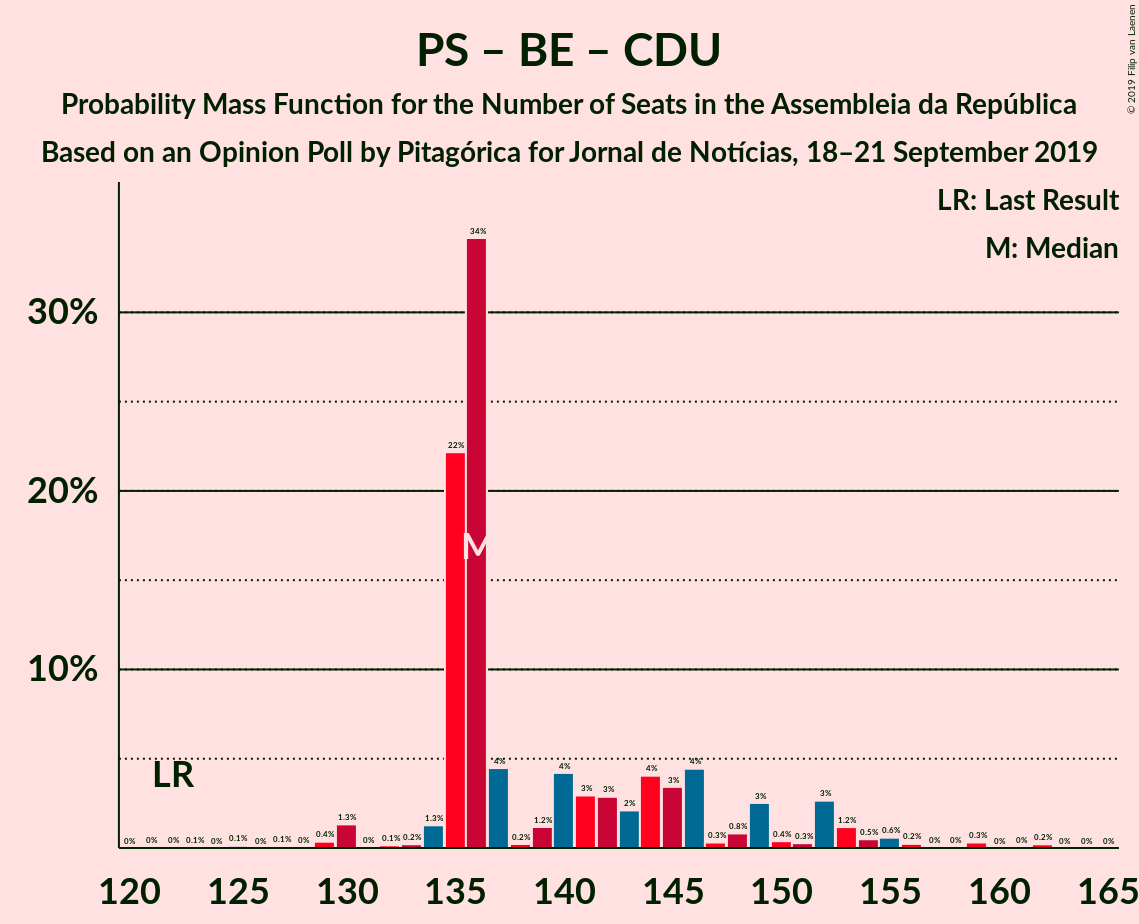 PS – BE – CDU
Probability Mass Function for the Number of Seats in the Assembleia da República
Based on an Opinion Poll by Pitagórica for Jornal de Notícias, 18–21 September 2019
© 2019 Filip van Laenen
LR: Last Result
M: Median
30%
20%
10%
LR
M
0% 0% 0% 0.1% 0% 0.1% 0% 0.1% 0% 0.4% 1.3% 0% 0.1% 0.2% 1.3% 22% 34% 4% 0.2% 1.2% 4% 3% 3% 2% 4% 3% 4% 0.3% 0.8% 3% 0.4% 0.3% 3% 1.2% 0.5% 0.6% 0.2% 0% 0% 0.3% 0% 0% 0.2% 0% 0% 0%
120 125 130 135 140 145 150 155 160 165